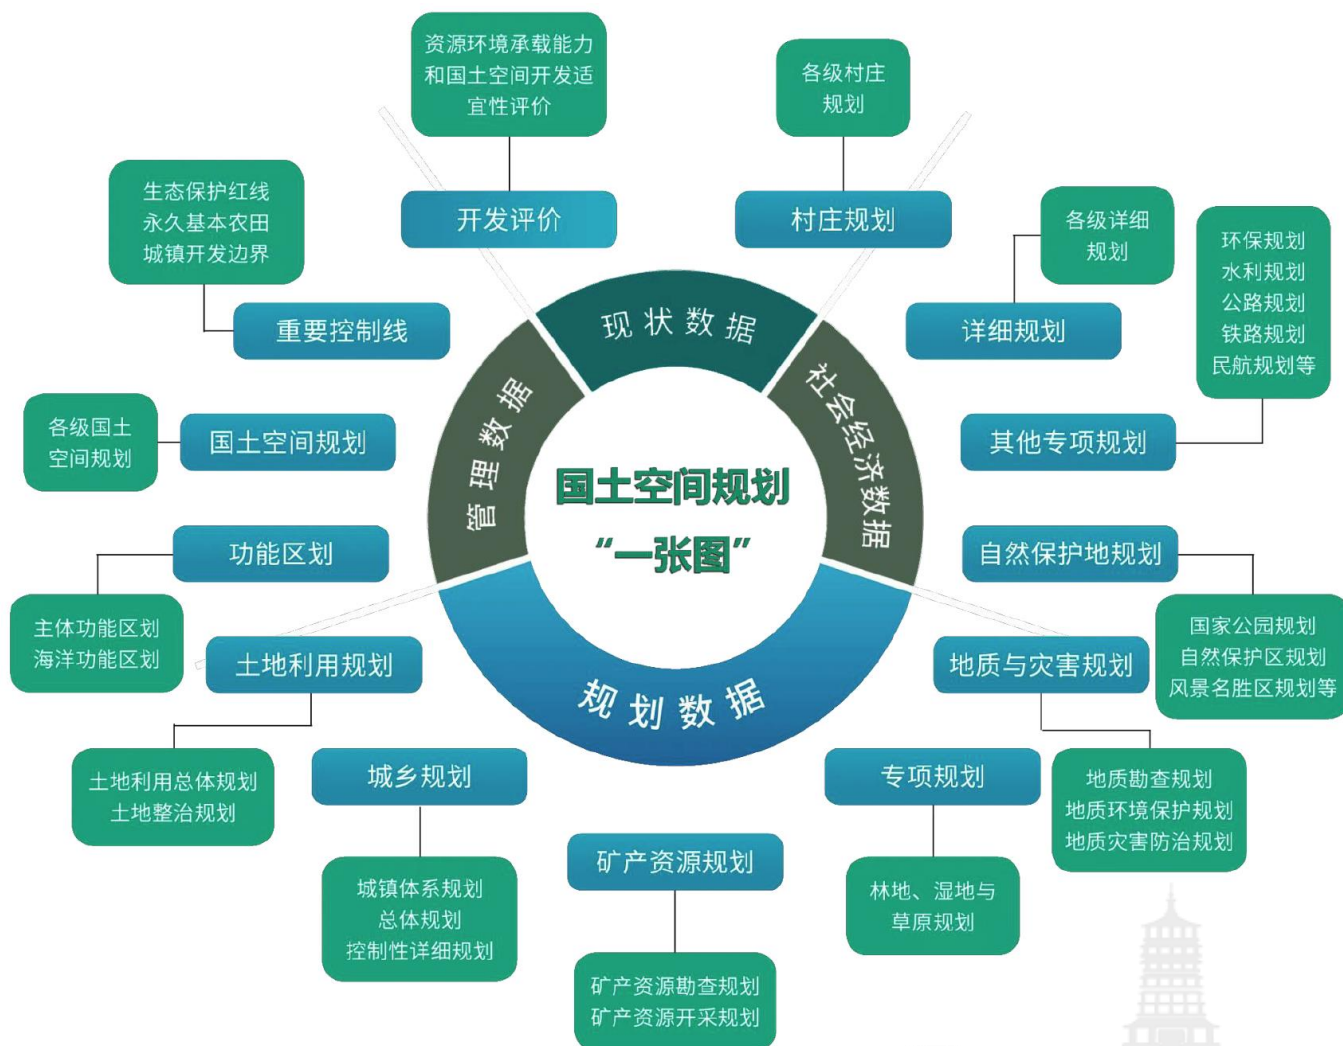 资源环境承载能力
和国土空间开发适
宜性评价
开发评价
各级村庄
规划
村庄规划
生态保护红线
永久基本农田
城镇开发边界
重要控制线
各级详细
规划
详细规划
环保规划
水利规划
公路规划
铁路规划
民航规划等
其他专项规划
各级国土
空间规划
国土空间规划
现状数据
管理数据
社会经济数据
规划数据
国土空间规划
“一张图”
功能区划
主体功能区划
海洋功能区划
自然保护地规划
国家公园规划
自然保护区规划
风景名胜区规划等
土地利用规划
土地利用总体规划
土地整治规划
地质与灾害规划
地质勘查规划
地质环境保护规划
地质灾害防治规划
城乡规划
城镇体系规划
总体规划
控制性详细规划
专项规划
林地、湿地与
草原规划
矿产资源规划
矿产资源勘查规划
矿产资源开采规划